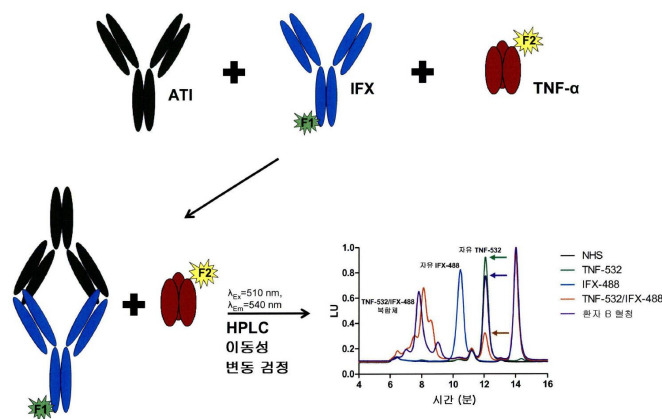 F2
ATI
IFX
TNF-α
F1
F2
λEx=510 nm,
λEm=540 nm
HPLC
이동성
변동 검정
F1
자유 TNF-532
자유 IFX-488
TNF-532/IFX-488
복합체
LU
1.0
0.8
0.6
0.4
0.2
0.0
4 6 8 10 12 14 16
시간 (분)
NHS
TNF-532
IFX-488
TNF-532/IFX-488
환자 B 혈청